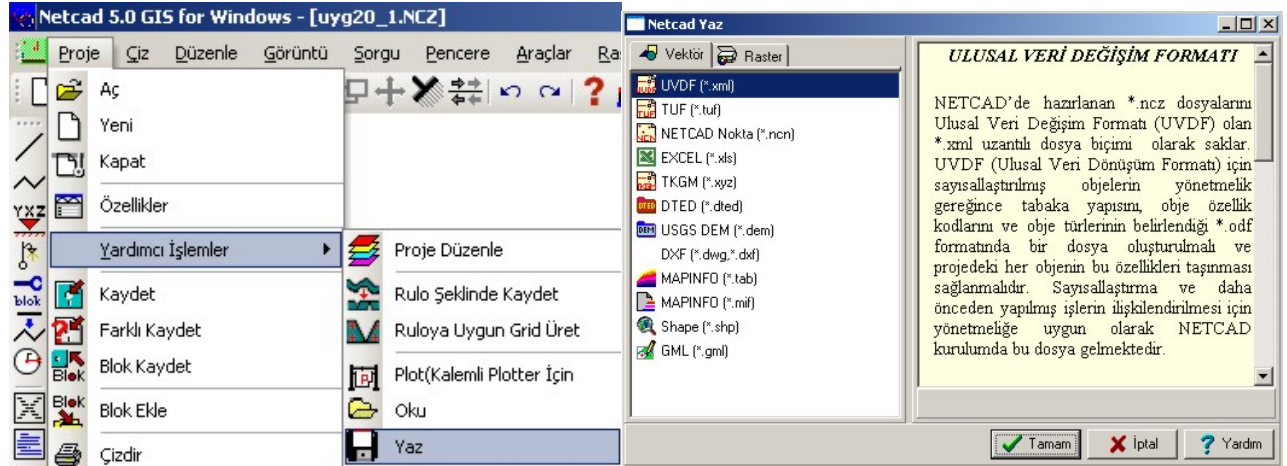 Netcad 5.0 GIS for Windows - [uyg20_1.NCZ]
Proje Çiz Düzenle Görüntü Sorgu Pencere Araçlar Ra
Aç
Yeni
Kapat
Özellikler
Yardımcı İşlemler
Kaydet
Farklı Kaydet
Blok Kaydet
Blok Ekle
Çizdir
YXZ
blok
Blok
Blok
Proje Düzenle
Rulo Şeklinde Kaydet
Ruloya Uygun Grid Üret
Plot(Kalemli Plotter İçin
Oku
Yaz
Netcad Yaz
Vektör Raster
UVDF (*.xml)
TUF (*.tuf)
NETCAD Nokta (*.ncn)
EXCEL (*.xls)
TKGM (*.xyz)
DTED (*.dted)
USGS DEM (*.dem)
DXF (*.dwg,*.dxf)
MAPINFO (*.tab)
MAPINFO (*.mif)
Shape (*.shp)
GML (*.gml)
ULUSAL VERİ DEĞİŞİM FORMATI
NETCAD'de hazırlanan *.ncz dosyalarını
Ulusal Veri Değişim Formatı (UVDF) olan
*.xml uzantılı dosya biçimi olarak saklar.
UVDF (Ulusal Veri Dönüşüm Formatı) için
sayısallaştırılmış objelerin yönetmelik
gereğince tabaka yapısını, obje özellik
kodlarını ve obje türlerinin belirlendiği *.odf
formatında bir dosya oluşturulmalı ve
projedeki her objenin bu özellikleri taşınması
sağlanmalıdır. Sayısallaştırma ve daha
önceden yapılmış işlerin ilişkilendirilmesi için
yönetmeliğe uygun olarak NETCAD
kurulumda bu dosya gelmektedir.
Tamam İptal Yardım